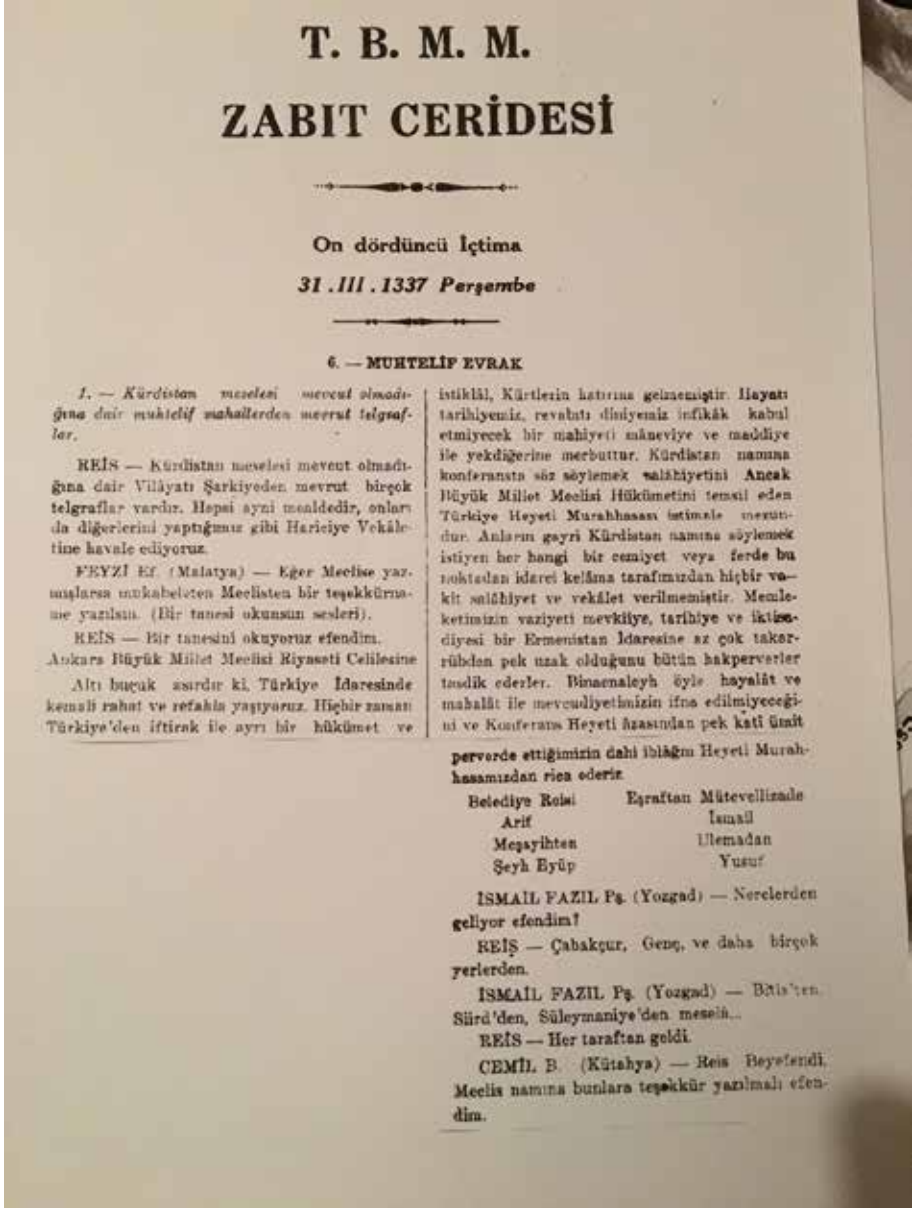 T. B. M. M.
ZABIT CERİDESİ
On dördüncü İçtima
31.III.1337 Perşembe
6. — MUHTELİF EVRAK
1. — Kürdistan meselesi mevcut olmadı-
ğına dair muhtelif mahallerden mevrut telgraf-
lar.
REİS — Kürdistan meselesi mevcut olmadı-
ğına dair Vilâyatı Şarkiyeden mevrut birçok
telgraflar vardır. Hepsi ayni mealdedir, onları
da diğerlerini yaptığımız gibi Hariciye Vekâle-
tine havale ediyoruz.
FEYZİ Ef. (Malatya) — Eğer Meclise yaz-
mışlarsa mukabeleten Meclisten bir teşekkürna-
me yazılsın. (Bir tanesi okunsun sesleri).
REİS — Bir tanesini okuyoruz efendim.
Ankara Büyük Millet Meclisi Riyaseti Celilesine
Altı buçuk asırdır ki, Türkiye İdaresinde
kemali rahat ve refahla yaşıyoruz. Hiçbir zaman
Türkiye'den iftirak ile ayrı bir hükümet ve
istiklâl, Kürtlerin hatırına gelmemiştir. Hayatı
tarihiyemiz, revabıtı diniyemiz infikâk kabul
etmiyecek bir mahiyeti mâneviye ve maddiye
ile yekdiğerine merbuttur. Kürdistan namına
konferansta söz söylemek salâhiyetini Ancak
Büyük Millet Meclisi Hükümetini temsil eden
Türkiye Heyeti Murahhasası istimale mezun-
dur. Anların gayri Kürdistan namına söylemek
istiyen her hangi bir cemiyet veya ferde bu
noktadan idarei kelâma tarafımızdan hiçbir va-
kit salâhiyet ve vekâlet verilmemiştir. Memle-
ketimizin vaziyeti mevkiiye, tarihiye ve iktisa-
diyesi bir Ermenistan İdaresine az çok takar-
rübdan pek uzak olduğunu bütün hakperverler
tasdik ederler. Binaenaleyh öyle hayalât ve
mahalât ile mevcudiyetimizin ifna edilmiyeceği-
ni ve Konferans Heyeti âzasından pek katî ümit
perverde ettiğimizin dahi iblâğını Heyeti Murah-
hasamızdan rica ederiz
Belediye Reisi Eşraftan Mütevellizade
Arif İsmail
Meşayihten Ulemadan
Şeyh Eyüp Yusuf
İSMAİL FAZIL Pş. (Yozgad) — Nerelerden
geliyor efendim?
REİS — Çabakçur, Genç, ve daha birçok
yerlerden.
İSMAİL FAZIL Pş. (Yozgad) — Bitlis'ten,
Siird'den, Süleymaniye'den meselâ...
REİS — Her taraftan geldi.
CEMİL B. (Kütahya) — Reis Beyefendi,
Meclis namına bunlara teşekkür yazılmalı efen-
dim.